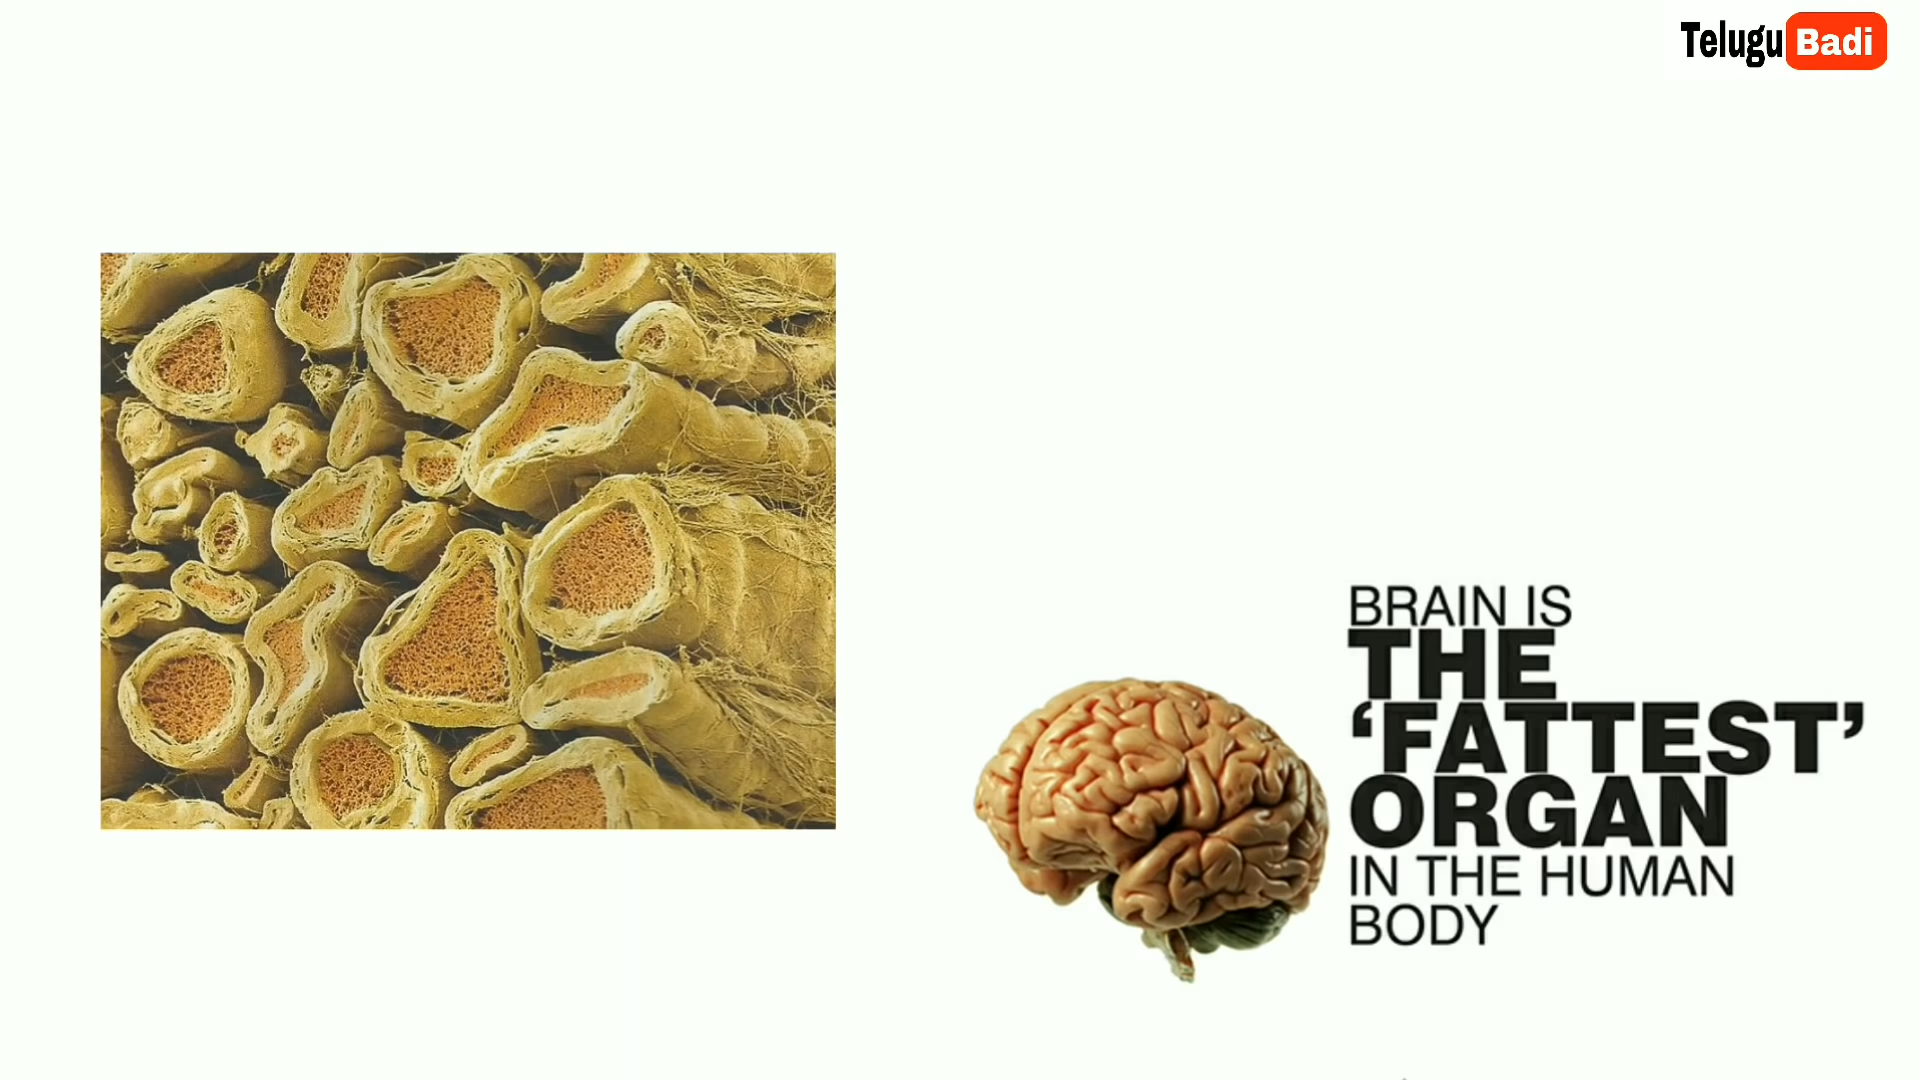 Telugu Badi
BRAIN IS
THE
‘FATTEST’
ORGAN
IN THE HUMAN
BODY